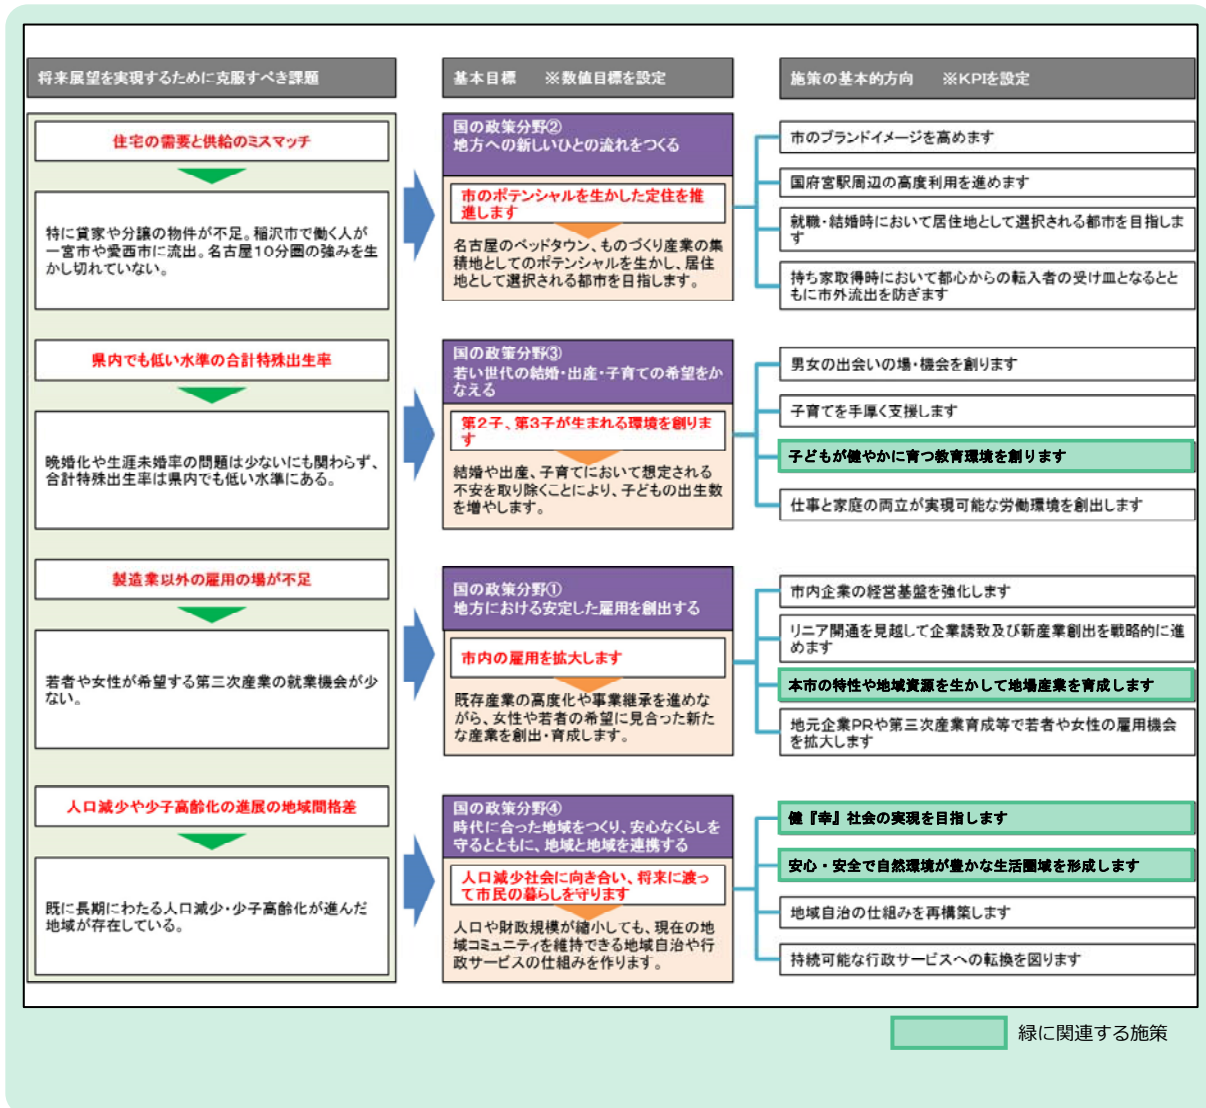 将来展望を実現するために克服すべき課題
基本目標　※数値目標を設定
施策の基本的方向　※KPIを設定
住宅の需要と供給のミスマッチ
特に貸家や分譲の物件が不足。稲沢市で働く人が
一宮市や愛西市に流出。名古屋10分圏の強みを生
かし切れていない。
国の政策分野②
地方への新しいひとの流れをつくる
市のポテンシャルを生かした定住を推
進します
名古屋のベッドタウン、ものづくり産業の集
積地としてのポテンシャルを生かし、居住
地として選択される都市を目指します。
市のブランドイメージを高めます
国府宮駅周辺の高度利用を進めます
就職・結婚時において居住地として選択される都市を目指しま
す
持ち家取得時において都心からの転入者の受け皿となるとと
もに市外流出を防ぎます
県内でも低い水準の合計特殊出生率
晩婚化や生涯未婚率の問題は少ないにも関わらず、
合計特殊出生率は県内でも低い水準にある。
国の政策分野③
若い世代の結婚・出産・子育ての希望をか
なえる
第2子、第3子が生まれる環境を創りま
す
結婚や出産、子育てにおいて想定される
不安を取り除くことにより、子どもの出生数
を増やします。
男女の出会いの場・機会を創ります
子育てを手厚く支援します
子どもが健やかに育つ教育環境を創ります
仕事と家庭の両立が実現可能な労働環境を創出します
製造業以外の雇用の場が不足
若者や女性が希望する第三次産業の就業機会が少
ない。
国の政策分野①
地方における安定した雇用を創出する
市内の雇用を拡大します
既存産業の高度化や事業継承を進めな
がら、女性や若者の希望に見合った新た
な産業を創出・育成します。
市内企業の経営基盤を強化します
リニア開通を見越して企業誘致及び新産業創出を戦略的に進
めます
本市の特性や地域資源を生かして地場産業を育成します
地元企業PRや第三次産業育成等で若者や女性の雇用機会
を拡大します
人口減少や少子高齢化の進展の地域間格差
既に長期にわたる人口減少・少子高齢化が進んだ
地域が存在している。
国の政策分野④
時代に合った地域をつくり、安心なくらしを
守るとともに、地域と地域を連携する
人口減少社会に向き合い、将来に渡っ
て市民の暮らしを守ります
人口や財政規模が縮小しても、現在の地
域コミュニティを維持できる地域自治や行
政サービスの仕組みを作ります。
健『幸』社会の実現を目指します
安心・安全で自然環境が豊かな生活圏域を形成します
地域自治の仕組みを再構築します
持続可能な行政サービスへの転換を図ります
緑に関連する施策